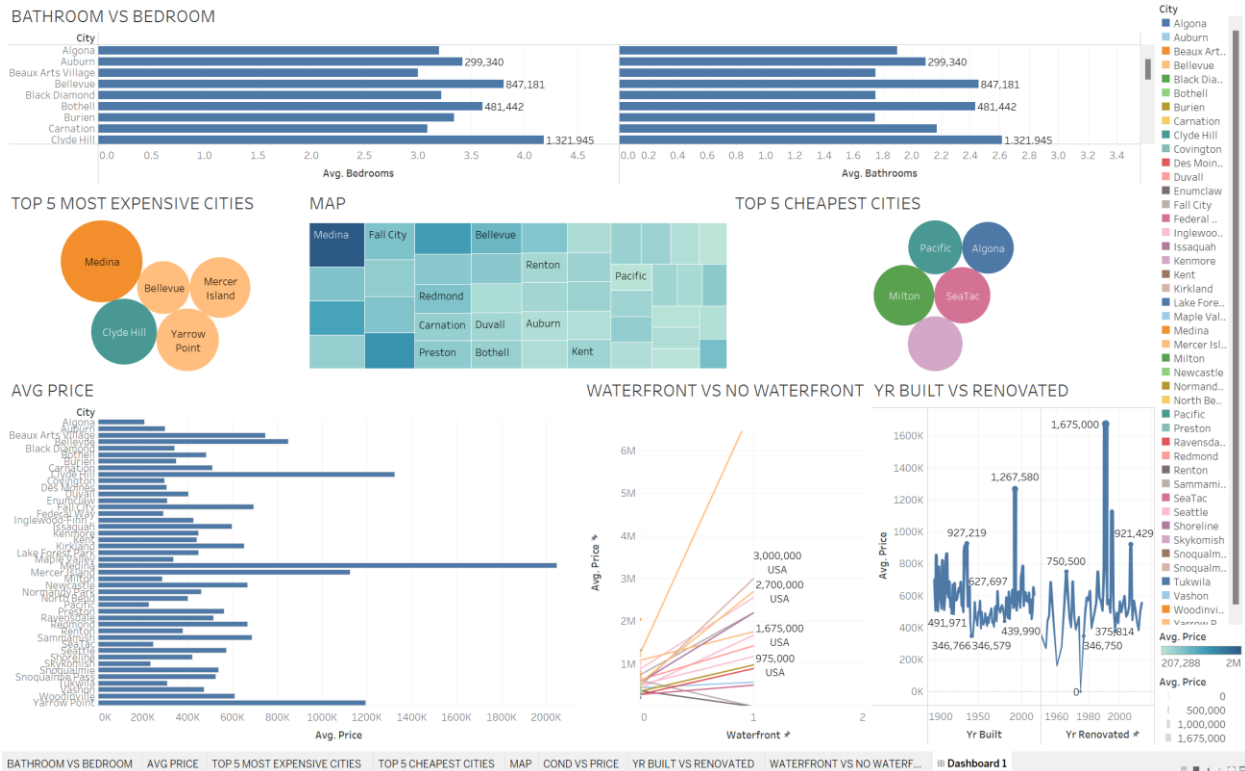 BATHROOM VS BEDROOM
City
Algona
Auburn 299,340 299,340
Beaux Arts Village
Bellevue 847,181 847,181
Black Diamond
Bothell 481,442 481,442
Burien
Carnation
Clyde Hill 1,321,945 1,321,945
0.0 0.5 1.0 1.5 2.0 2.5 3.0 3.5 4.0 4.5
0.0 0.2 0.4 0.6 0.8 1.0 1.2 1.4 1.6 1.8 2.0 2.2 2.4 2.6 2.8 3.0 3.2 3.4
Avg. Bedrooms
Avg. Bathrooms
TOP 5 MOST EXPENSIVE CITIES
Medina
Bellevue
Mercer
Island
Clyde Hill
Yarrow
Point
MAP
Medina Fall City Bellevue
Renton
Pacific
Redmond
Carnation Duvall Auburn
Preston Bothell Kent
TOP 5 CHEAPEST CITIES
Pacific
Algona
Milton
SeaTac
AVG PRICE
City
Algona
Auburn
Beaux Arts Village
Bellevue
Black Diamond
Bothell
Burien
Carnation
Clyde Hill
Covington
Des Moines
Duvall
Enumclaw
Fall City
Federal Way
Inglewood-Finn ..
Issaquah
Kenmore
Kent
Kirkland
Lake Forest Park
Maple Valley
Medina
Mercer Island
Milton
Newcastle
Normandy Park
North Bend
Pacific
Preston
Ravensdale
Redmond
Renton
Sammamish
SeaTac
Seattle
Shoreline
Skykomish
Snoqualmie
Snoqualmie Pass
Tukwila
Vashon
Woodinville
Yarrow Point
0K 200K 400K 600K 800K 1000K 1200K 1400K 1600K 1800K 2000K
Avg. Price
WATERFRONT VS NO WATERFRONT
6M
5M
4M
3M
2M
1M
Avg. Price
3,000,000
USA
2,700,000
USA
1,675,000
USA
975,000
USA
0 1 2
Waterfront
YR BUILT VS RENOVATED
1600K
1400K
1200K
1000K
800K
600K
400K
200K
0K
Avg. Price
1,675,000
1,267,580
927,219
921,429
750,500
627,697
491,971
439,990
375,814
346,766
346,579
346,750
0
1900 1950 2000
1960 1980 2000
Yr Built
Yr Renovated
City
Algona
Auburn
Beaux Art..
Bellevue
Black Dia..
Bothell
Burien
Carnation
Clyde Hill
Covington
Des Moin..
Duvall
Enumclaw
Fall City
Federal ..
Inglewoo..
Issaquah
Kenmore
Kent
Kirkland
Lake Fore..
Maple Val..
Medina
Mercer Isl..
Milton
Newcastle
Normand..
North Be..
Pacific
Preston
Ravensda..
Redmond
Renton
Sammami..
SeaTac
Seattle
Shoreline
Skykomish
Snoqualm..
Snoqualm..
Tukwila
Vashon
Woodinvi..
Yarrow P..
Avg. Price
207,288 2M
Avg. Price
0
500,000
1,000,000
1,675,000
BATHROOM VS BEDROOM AVG PRICE TOP 5 MOST EXPENSIVE CITIES TOP 5 CHEAPEST CITIES MAP COND VS PRICE YR BUILT VS RENOVATED WATERFRONT VS NO WATERF... Dashboard 1